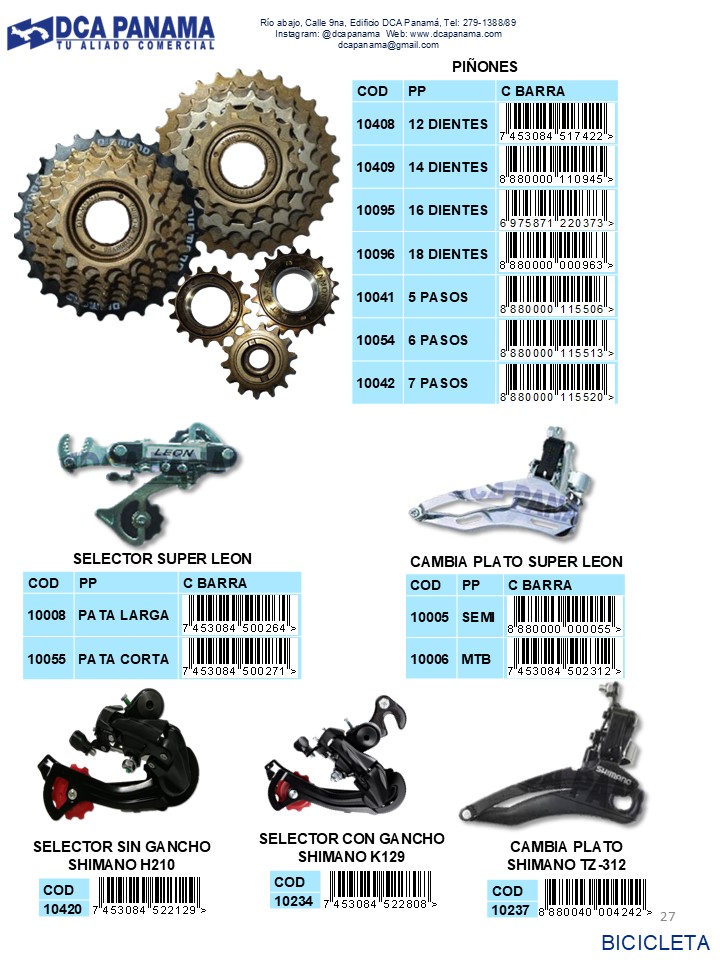 DCA PANAMA
TU ALIADO COMERCIAL
Río abajo, Calle 9na, Edificio DCA Panamá, Tel: 279-1388/89
Instagram: @dcapanama Web: www.dcapanama.com
dcapanama@gmail.com
PIÑONES
COD PP C BARRA
10408 12 DIENTES 7 453084 517422 >
10409 14 DIENTES 8 880000 110945 >
10095 16 DIENTES 6 975871 220373 >
10096 18 DIENTES 8 880000 000963 >
10041 5 PASOS 8 880000 115506 >
10054 6 PASOS 8 880000 115513 >
10042 7 PASOS 8 880000 115520 >
LEON
DCA PANAMA
SELECTOR SUPER LEON
COD PP C BARRA
10008 PATA LARGA 7 453084 500264 >
10055 PATA CORTA 7 453084 500271 >
CAMBIA PLATO SUPER LEON
COD PP C BARRA
10005 SEMI 8 880000 000055 >
10006 MTB 7 453084 502312 >
SHIMANO
SELECTOR SIN GANCHO
SHIMANO H210
COD
10420 7 453084 522129 >
SELECTOR CON GANCHO
SHIMANO K129
COD
10234 7 453084 522808 >
CAMBIA PLATO
SHIMANO TZ-312
COD
10237 8 880040 004242 >
27
BICICLETA